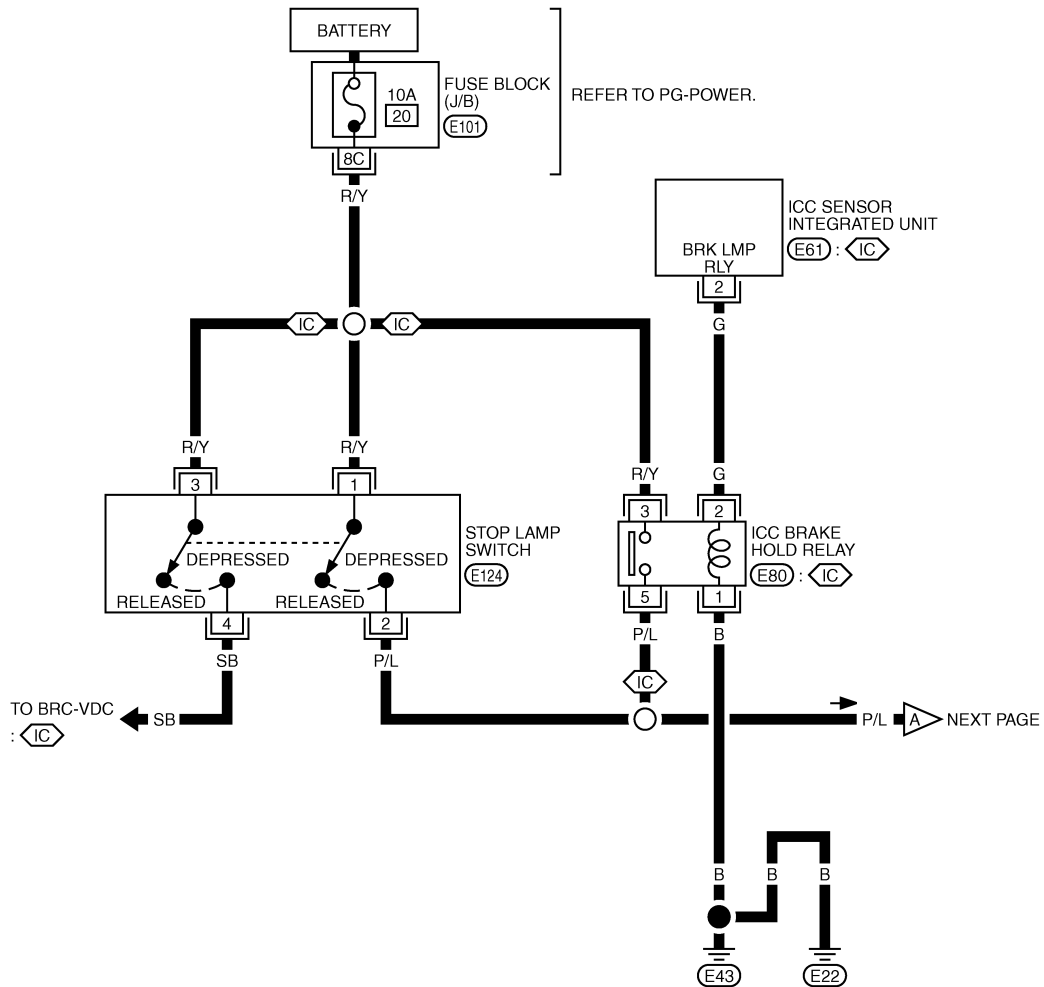 BATTERY
10A
20
FUSE BLOCK
(J/B)
E101
REFER TO PG-POWER.
8C
R/Y
ICC SENSOR
INTEGRATED UNIT
E61 : IC
BRK LMP
RLY
2
G
IC
IC
R/Y
R/Y
R/Y
G
3
1
3
2
STOP LAMP
SWITCH
E124
DEPRESSED
DEPRESSED
RELEASED
RELEASED
ICC BRAKE
HOLD RELAY
E80 : IC
4
2
5
1
SB
P/L
P/L
B
IC
TO BRC-VDC
: IC
SB
P/L
A
NEXT PAGE
B
B
B
E43
E22